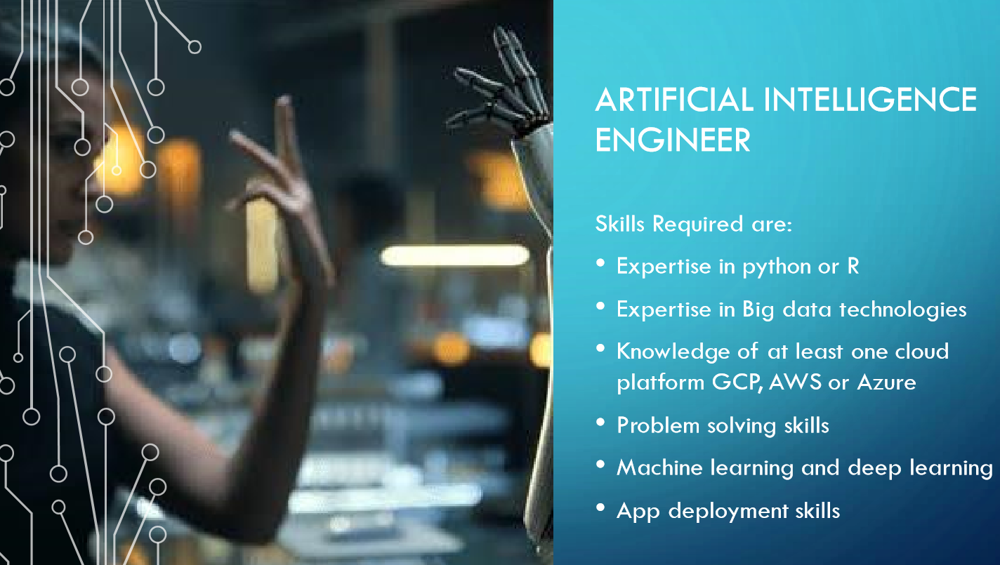 ARTIFICIAL INTELLIGENCE
ENGINEER
Skills Required are:
• Expertise in python or R
• Expertise in Big data technologies
• Knowledge of at least one cloud
platform GCP, AWS or Azure
• Problem solving skills
• Machine learning and deep learning
• App deployment skills